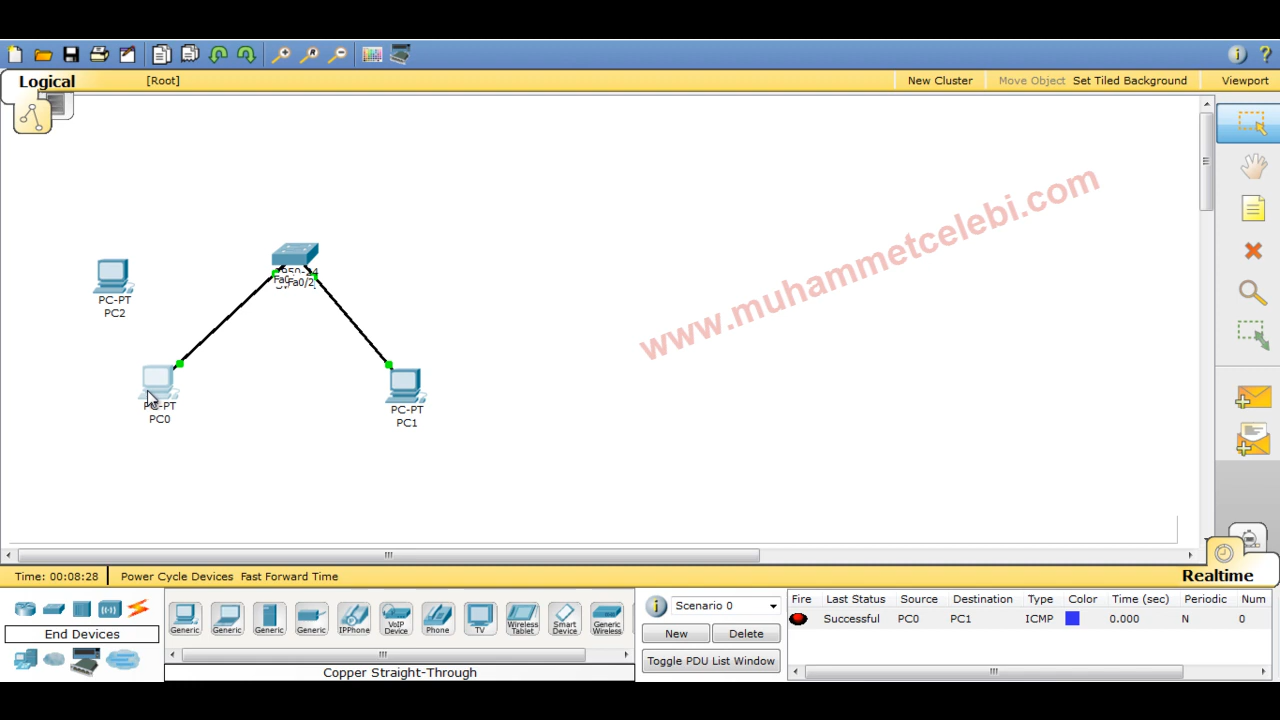 Logical
[Root]
New Cluster
Move Object
Set Tiled Background
Viewport
www.muhammetcelebi.com
Fa0/2
PC-PT
PC2
PC-PT
PC0
PC-PT
PC1
Time: 00:08:28
Power Cycle Devices Fast Forward Time
Realtime
End Devices
Generic
Generic
Generic
Generic
IPPhone
VoIP
Device
Phone
TV
Wireless
Tablet
Smart
Device
Generic
Wireless
Copper Straight-Through
Scenario 0
New
Delete
Toggle PDU List Window
Fire Last Status Source Destination Type Color Time (sec) Periodic Num
Successful PC0 PC1 ICMP 0.000 N 0